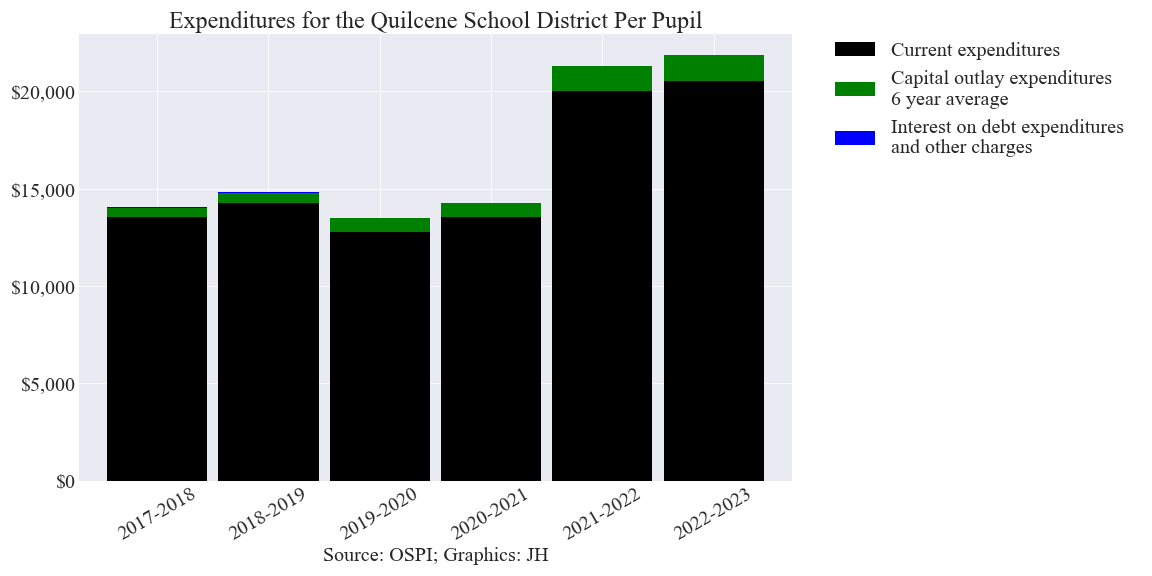 Expenditures for the Quilcene School District Per Pupil
Current expenditures
Capital outlay expenditures
6 year average
Interest on debt expenditures
and other charges
$20,000
$15,000
$10,000
$5,000
$0
2017-2018
2018-2019
2019-2020
2020-2021
2021-2022
2022-2023
Source: OSPI; Graphics: JH